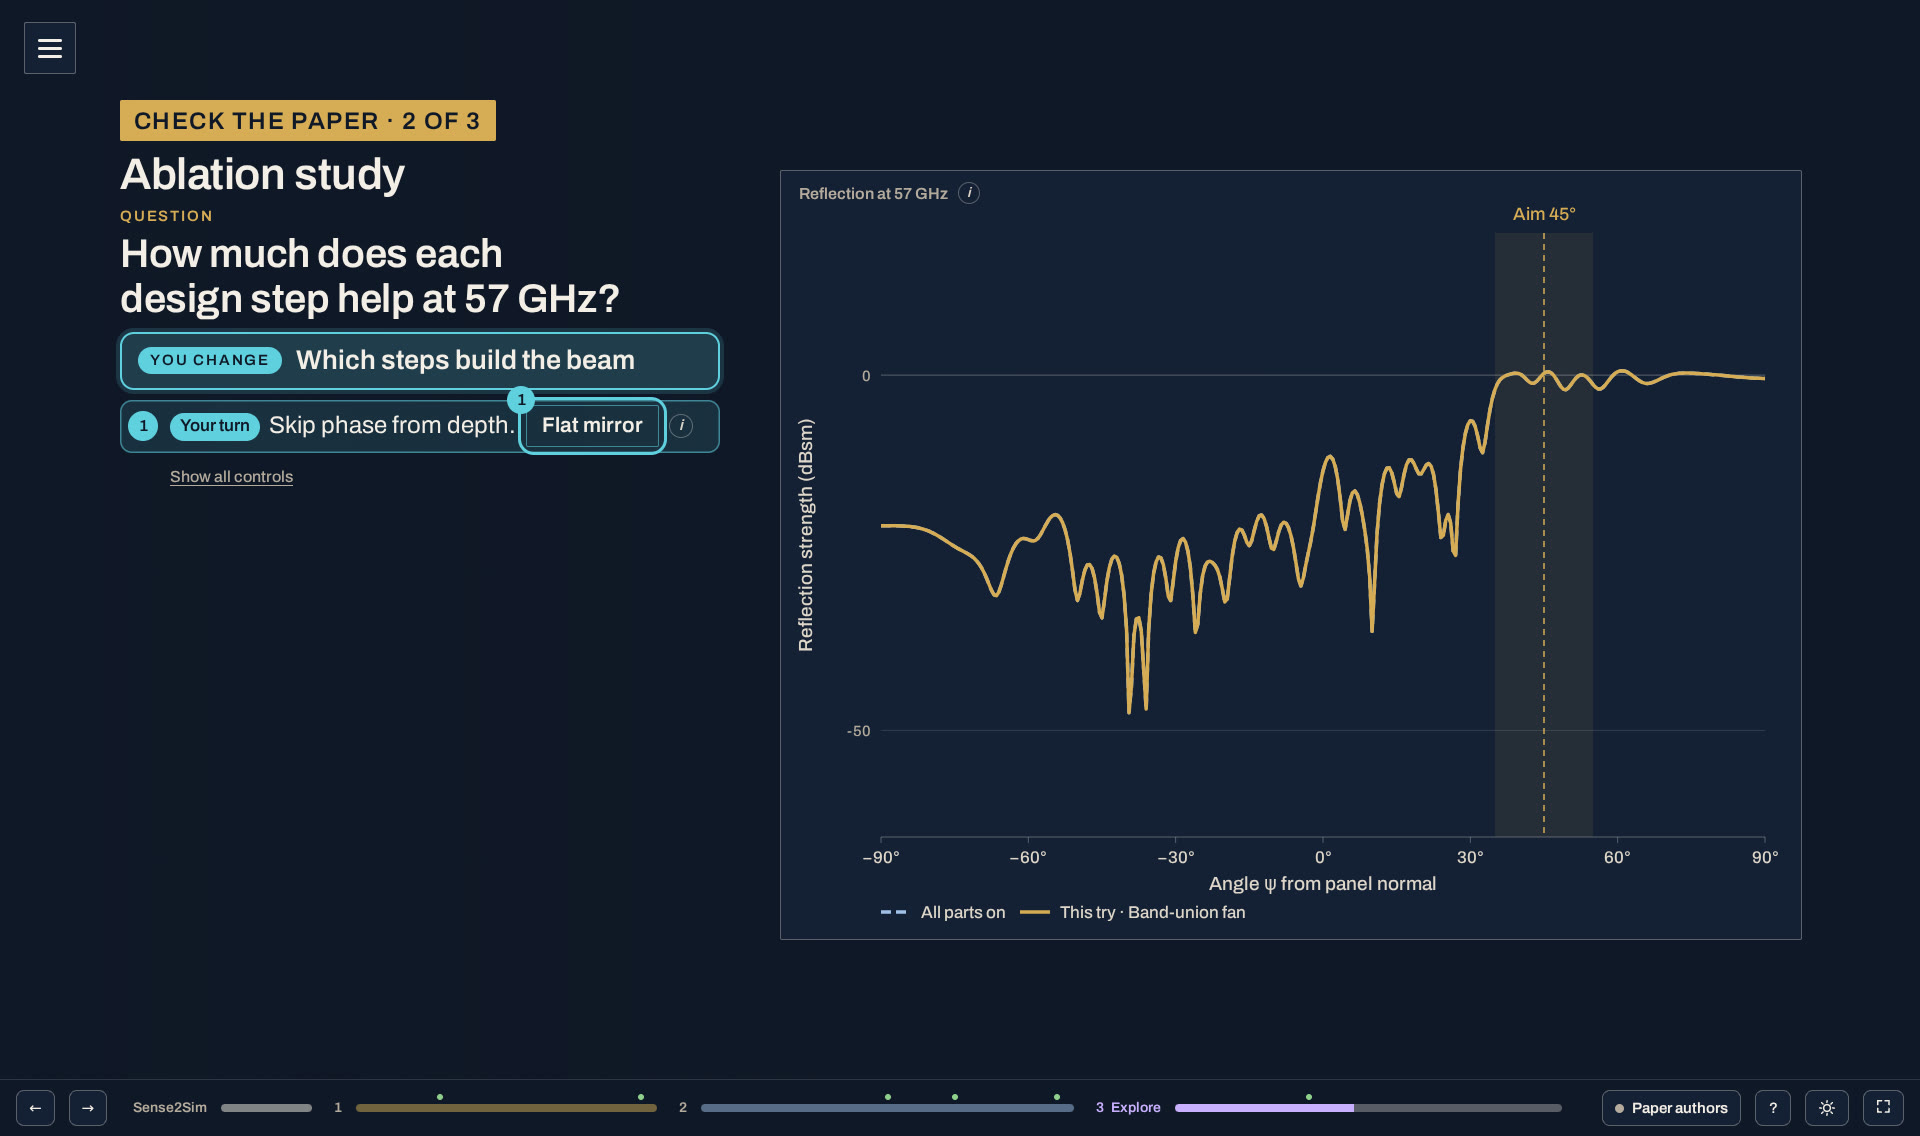 CHECK THE PAPER · 2 OF 3
Ablation study
QUESTION
How much does each
design step help at 57 GHz?
YOU CHANGE Which steps build the beam
1
1 Your turn Skip phase from depth. Flat mirror i
Show all controls
Reflection at 57 GHz i
Aim 45°
0
-50
Reflection strength (dBsm)
−90° −60° −30° 0° 30° 60° 90°
Angle ψ from panel normal
All parts on This try · Band-union fan
← → Sense2Sim 1 2 3 Explore Paper authors ?